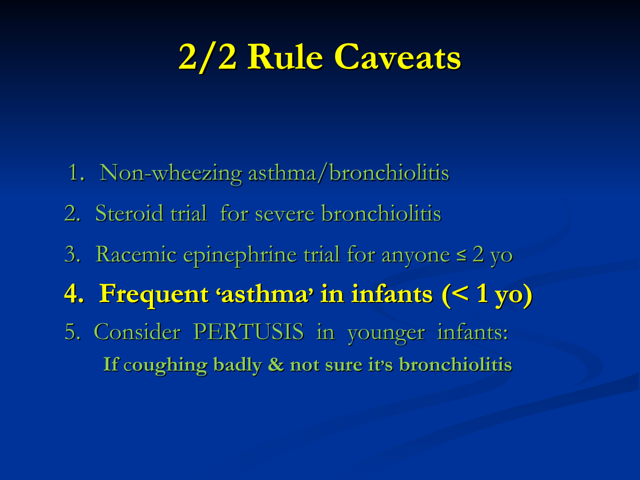 2/2 Rule Caveats
1. Non-wheezing asthma/bronchiolitis
2. Steroid trial for severe bronchiolitis
3. Racemic epinephrine trial for anyone ≤ 2 yo
4. Frequent ‘asthma’ in infants (< 1 yo)
5. Consider PERTUSIS in younger infants:
If coughing badly & not sure it’s bronchiolitis